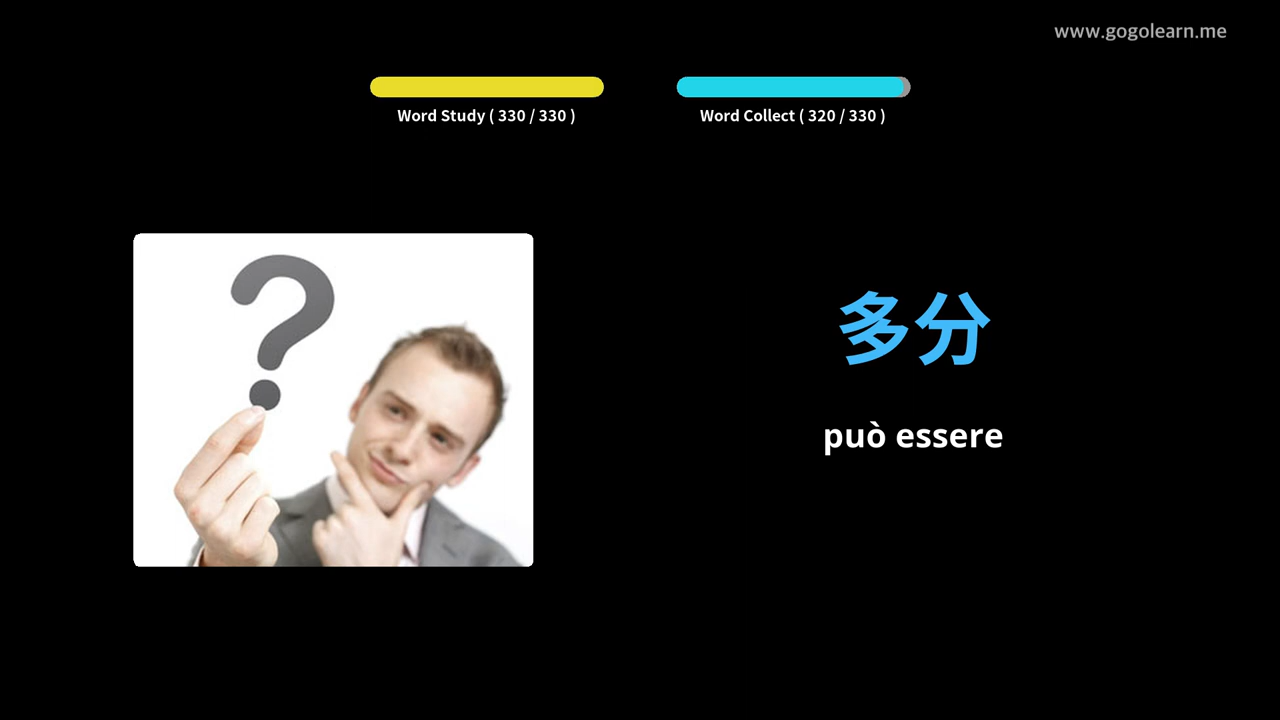 www.gogolearn.me
Word Study ( 330 / 330 )
Word Collect ( 320 / 330 )
多分
può essere